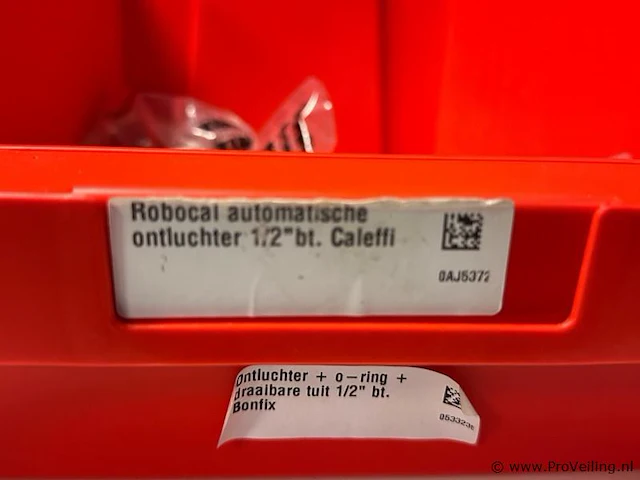 Robocal automatische
ontluchter 1/2"bt. Caleffi
0AJ5372
Ontluchter + o-ring +
draaibare tuit 1/2" bt.
Bonfix
© www.ProVeiling.nl